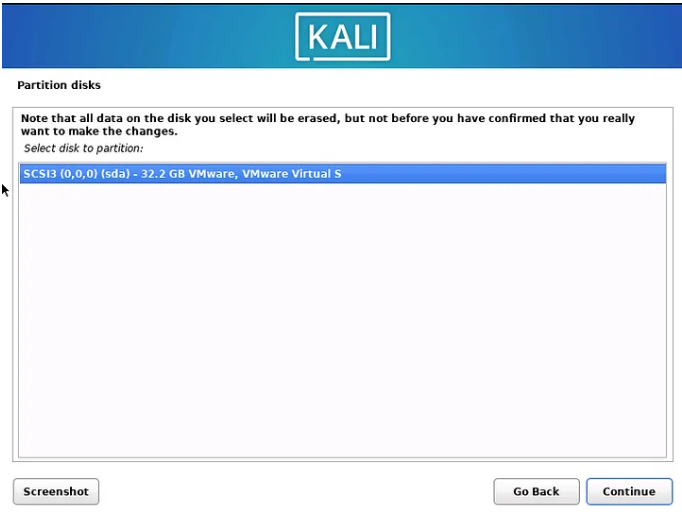 KALI
Partition disks
Note that all data on the disk you select will be erased, but not before you have confirmed that you really
want to make the changes.
Select disk to partition:
SCSI3 (0,0,0) (sda) - 32.2 GB VMware, VMware Virtual S
Screenshot
Go Back
Continue